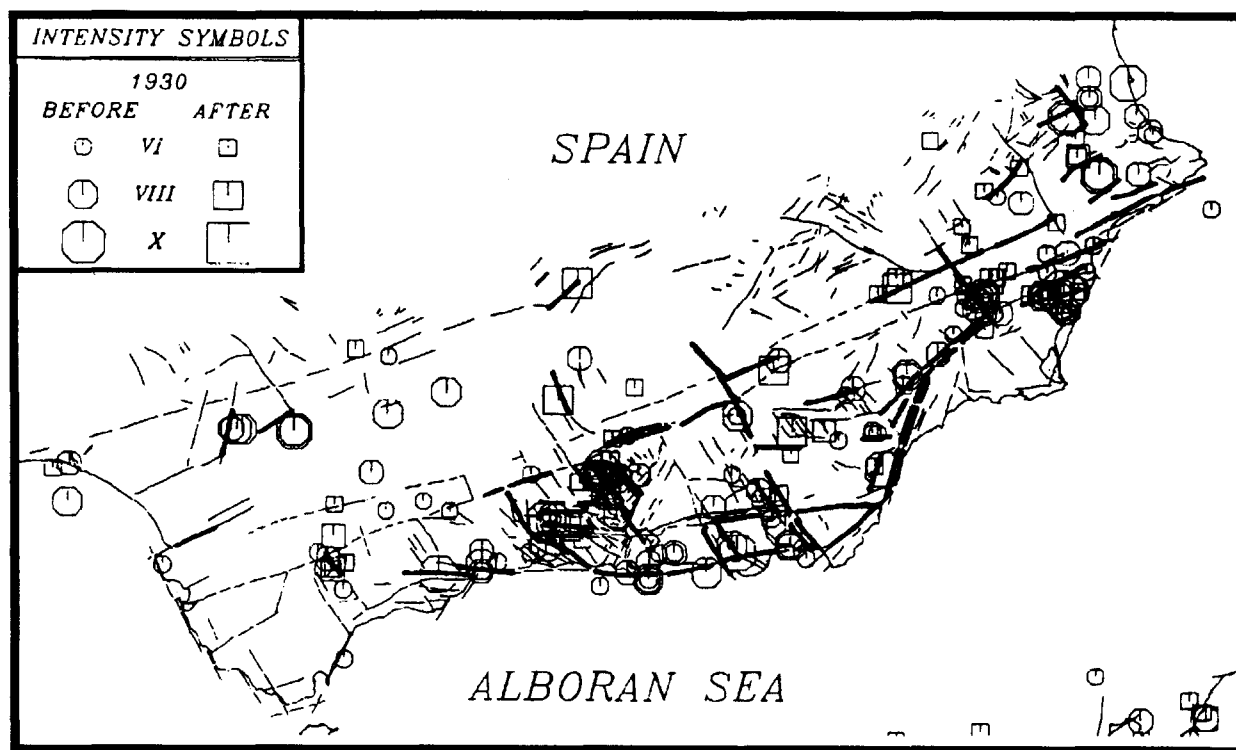 INTENSITY SYMBOLS
1930
BEFORE AFTER
VI
VIII
X
SPAIN
ALBORAN SEA